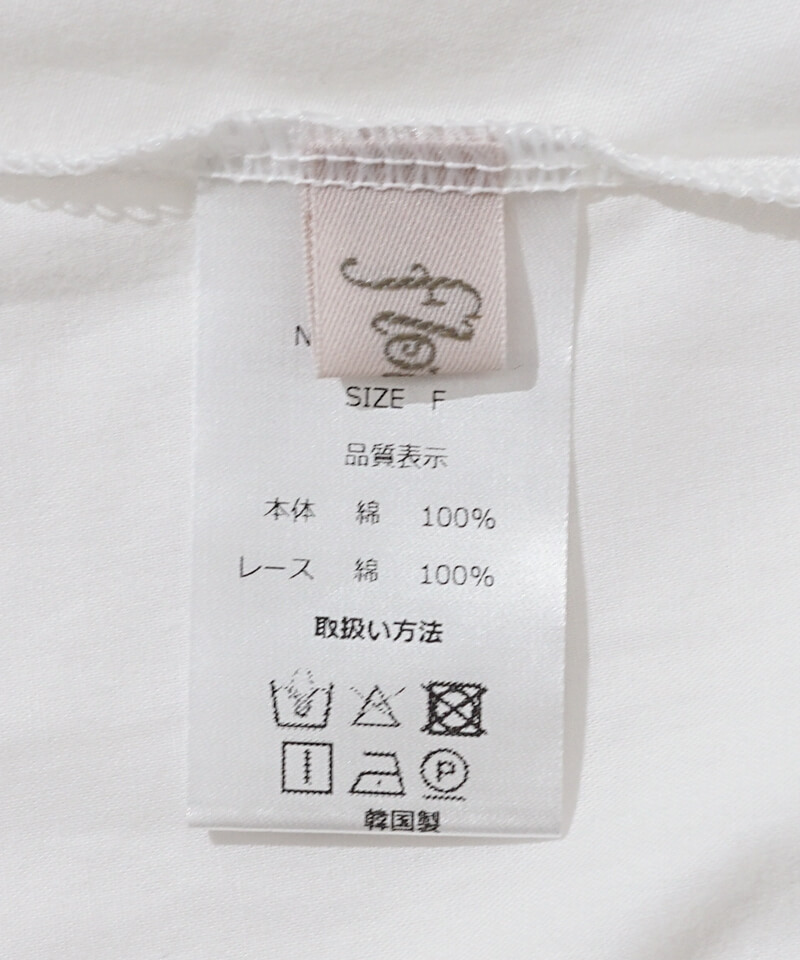 SIZE F
品質表示
本体 綿 100%
レース 綿 100%
取扱い方法
P
韓国製